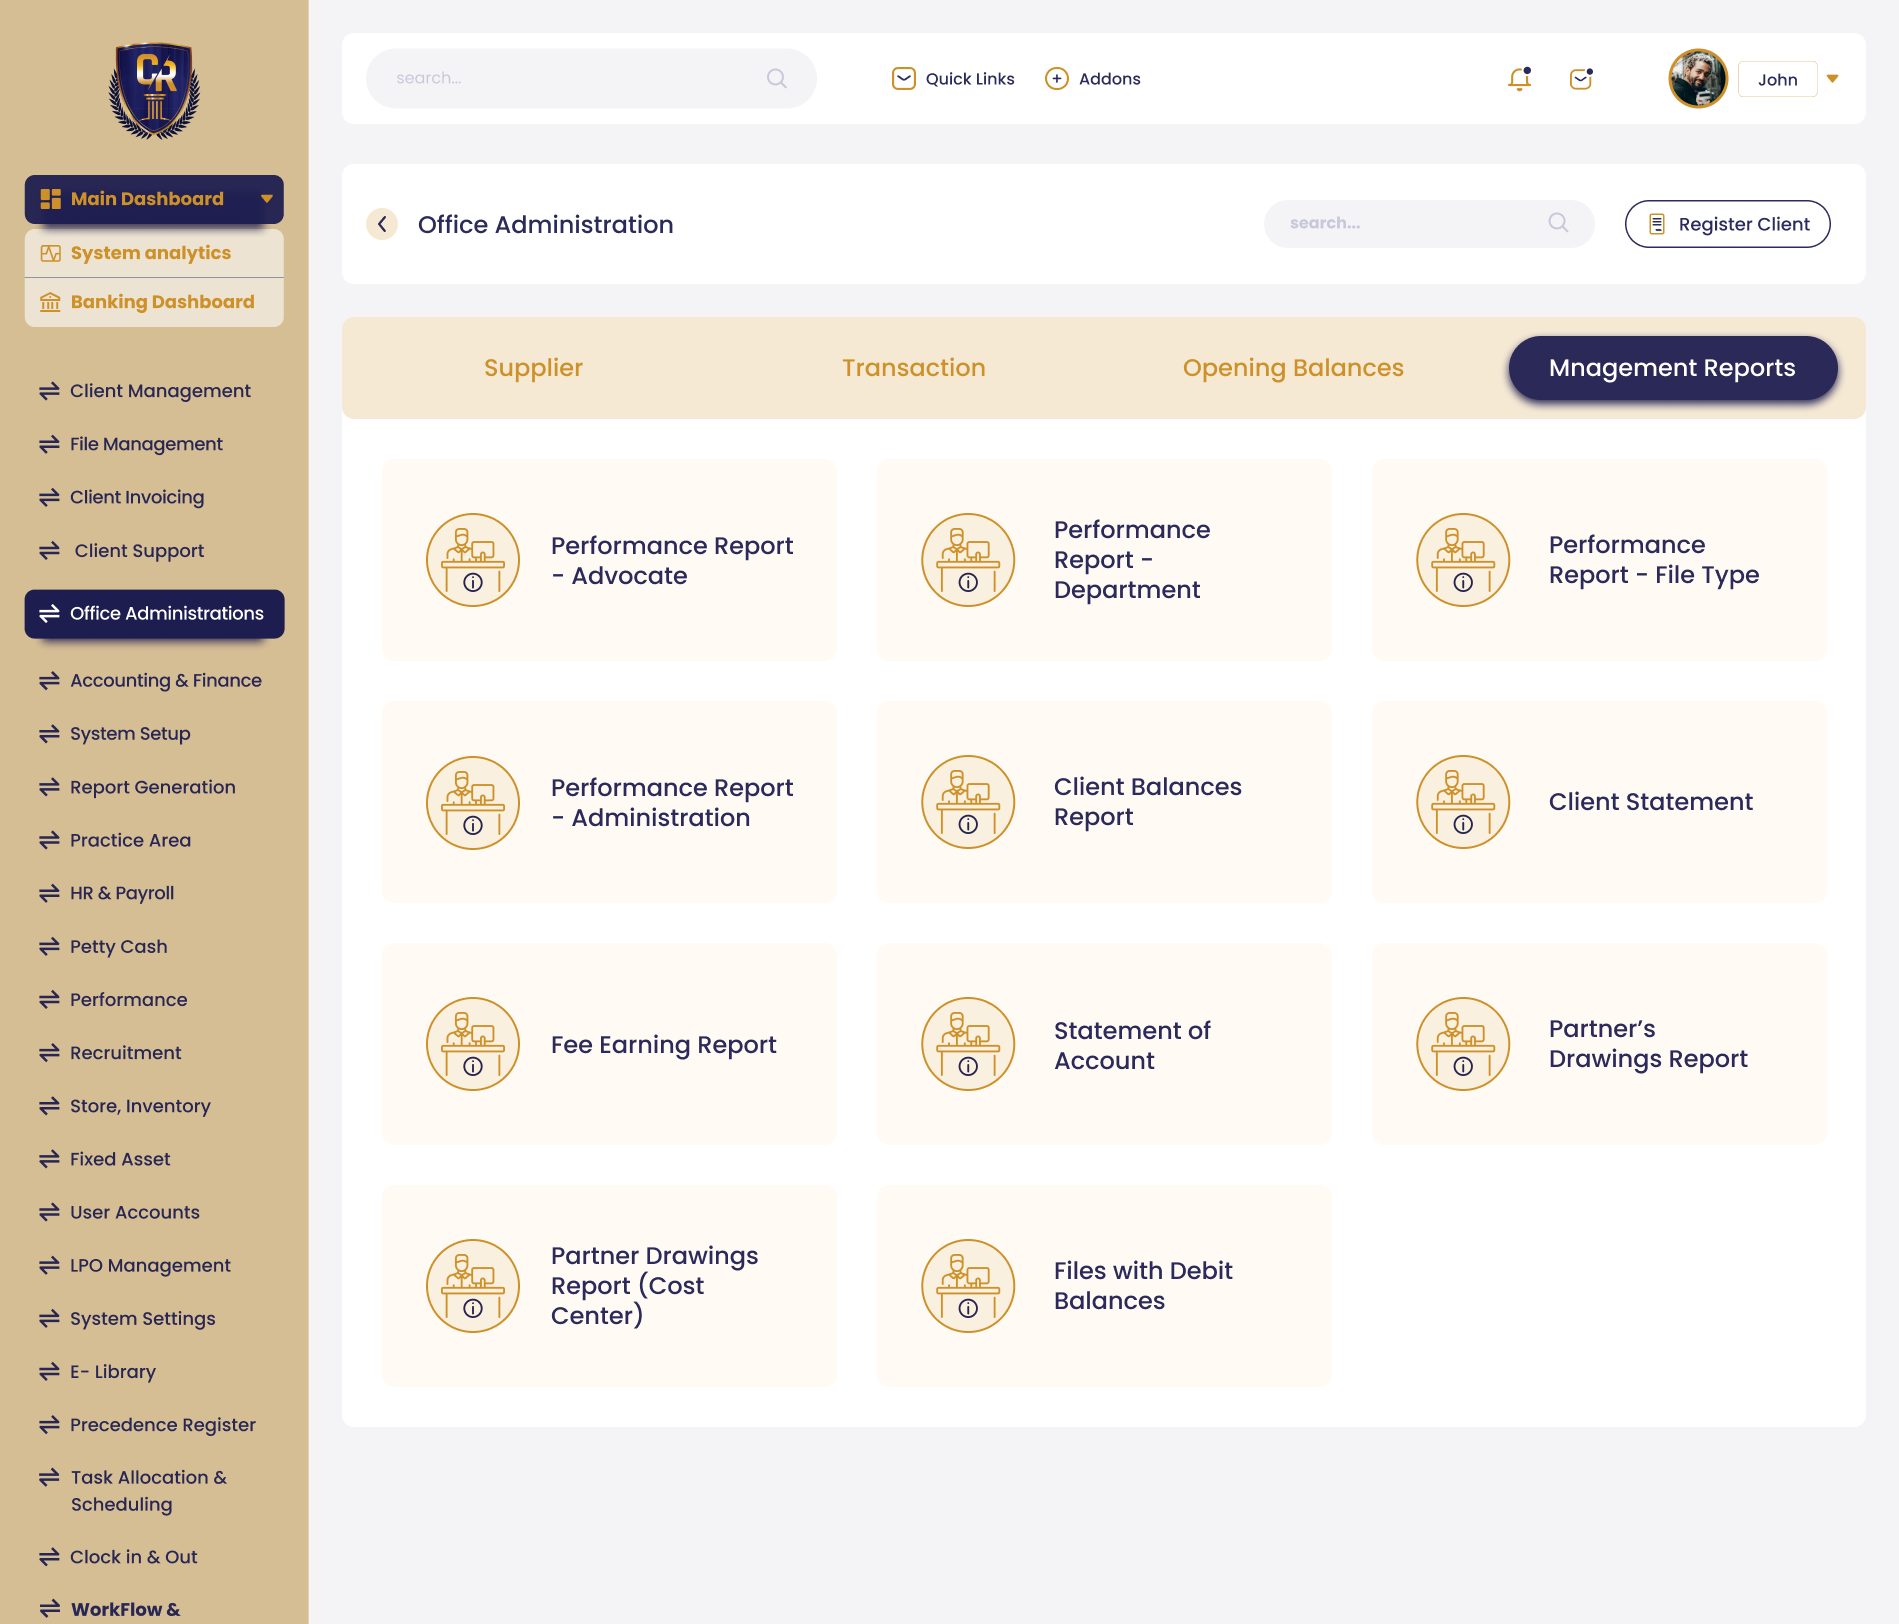 CR
Main Dashboard
System analytics
Banking Dashboard
Client Management
File Management
Client Invoicing
Client Support
Office Administrations
Accounting & Finance
System Setup
Report Generation
Practice Area
HR & Payroll
Petty Cash
Performance
Recruitment
Store, Inventory
Fixed Asset
User Accounts
LPO Management
System Settings
E- Library
Precedence Register
Task Allocation &
Scheduling
Clock in & Out
WorkFlow &
search...
Quick Links
Addons
John
Office Administration
search...
Register Client
Supplier
Transaction
Opening Balances
Mnagement Reports
Performance Report
- Advocate
Performance
Report -
Department
Performance
Report - File Type
Performance Report
- Administration
Client Balances
Report
Client Statement
Fee Earning Report
Statement of
Account
Partner’s
Drawings Report
Partner Drawings
Report (Cost
Center)
Files with Debit
Balances